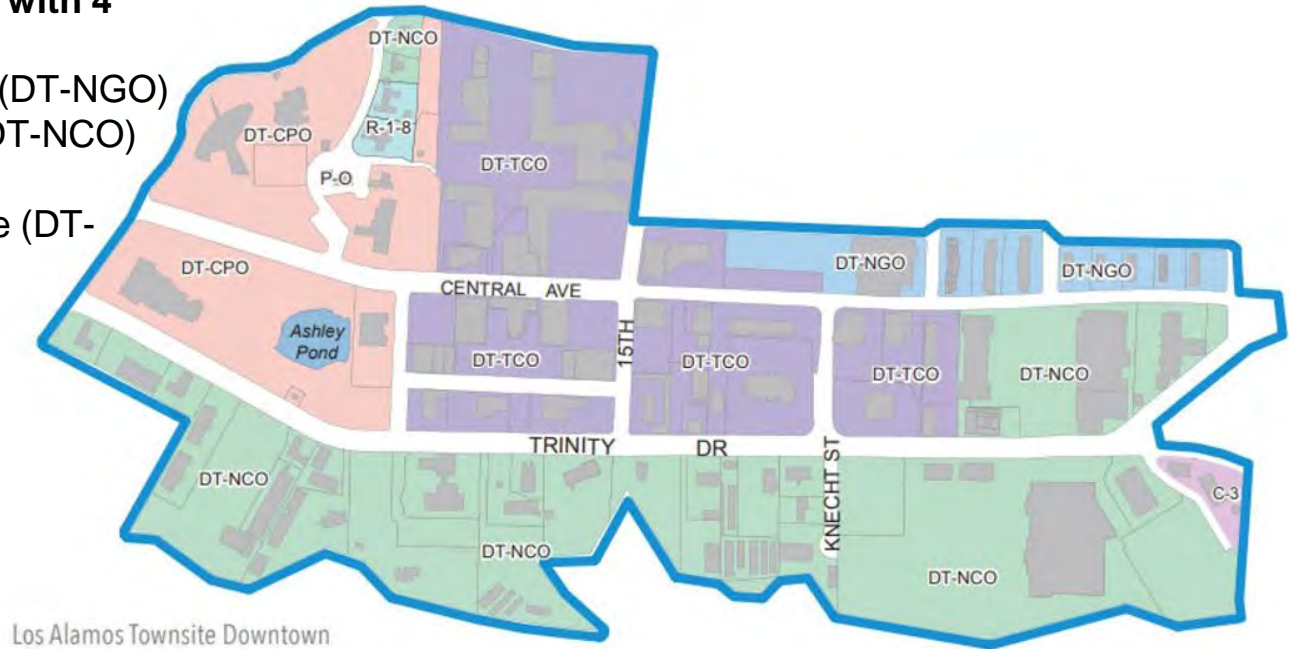 with 4
(DT-NGO)
DT-NCO)
e (DT-
DT-NCO
DT-CPO
R-1-8
P-O
DT-TCO
DT-CPO
DT-NGO
DT-NGO
CENTRAL AVE
Ashley
Pond
15TH
DT-TCO
DT-TCO
DT-TCO
DT-NCO
TRINITY DR
KNECHT ST
DT-NCO
C-3
DT-NCO
DT-NCO
Los Alamos Townsite Downtown